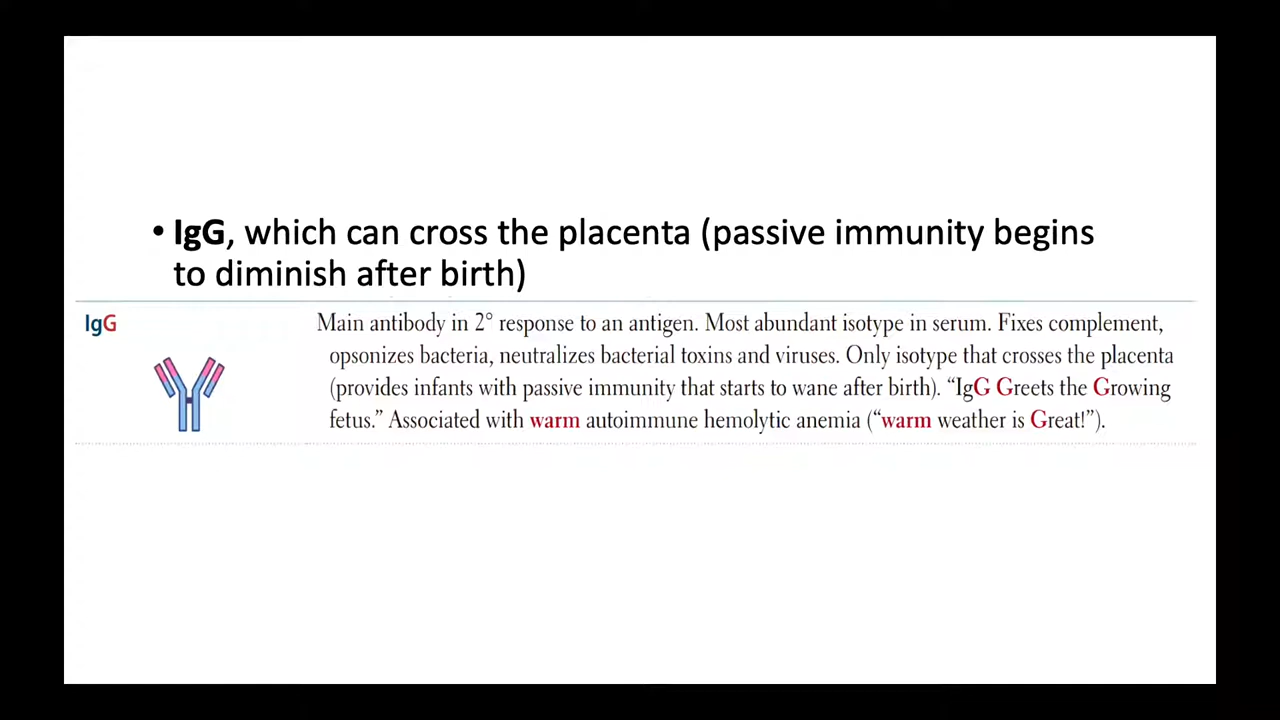 • IgG, which can cross the placenta (passive immunity begins
to diminish after birth)
IgG
Main antibody in 2° response to an antigen. Most abundant isotype in serum. Fixes complement,
opsonizes bacteria, neutralizes bacterial toxins and viruses. Only isotype that crosses the placenta
(provides infants with passive immunity that starts to wane after birth). “IgG Greets the Growing
fetus.” Associated with warm autoimmune hemolytic anemia (“warm weather is Great!”).